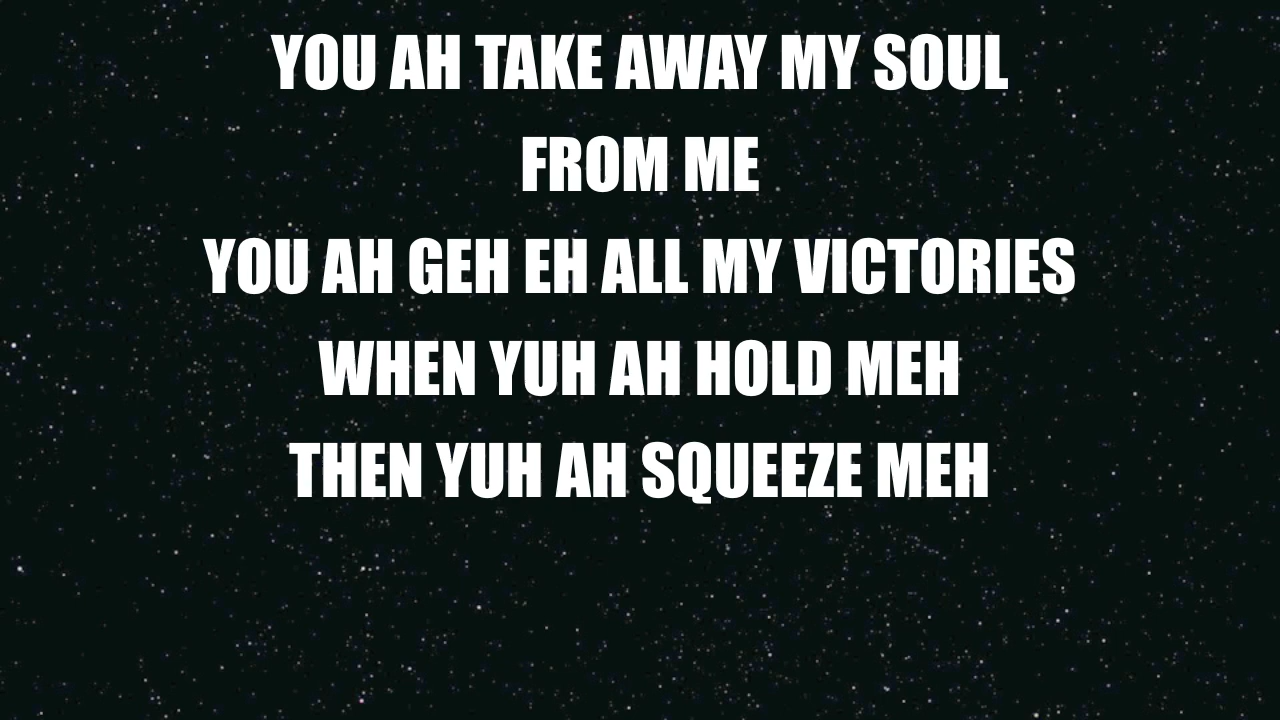 YOU AH TAKE AWAY MY SOUL
FROM ME
YOU AH GEH EH ALL MY VICTORIES
WHEN YUH AH HOLD MEH
THEN YUH AH SQUEEZE MEH